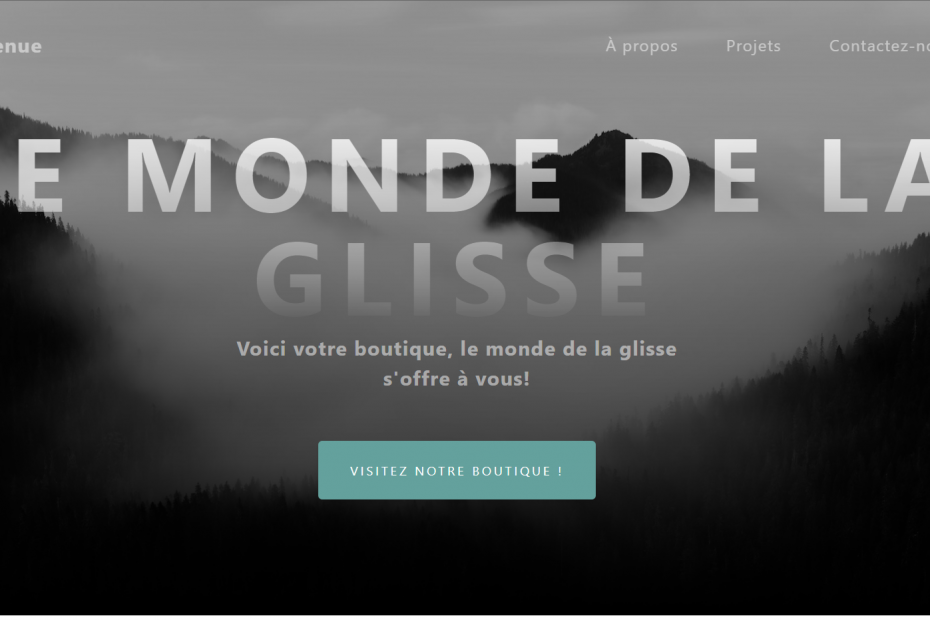 enue
À propos
Projets
Contactez-no
E MONDE DE LA
GLISSE
Voici votre boutique, le monde de la glisse
s'offre à vous!
VISITEZ NOTRE BOUTIQUE !